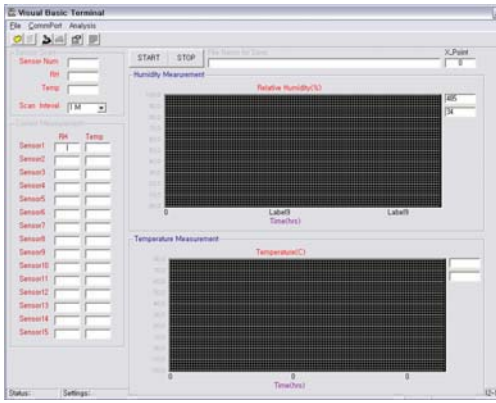 Visual Basic Terminal
File CommPort Analysis
Sensor Num
RH
Temp
Scan Interval 1 M
START STOP
X_Point
0
Humidity Measurement
Relative Humidity(%)
485
34
0 Label9 Label9
Time(hrs)
RH Temp
Sensor1
Sensor2
Sensor3
Sensor4
Sensor5
Sensor6
Sensor7
Sensor8
Sensor9
Sensor10
Sensor11
Sensor12
Sensor13
Sensor14
Sensor15
Temperature Measurement
Temperature(C)
0 0 0
Time(hrs)
Status: Settings: